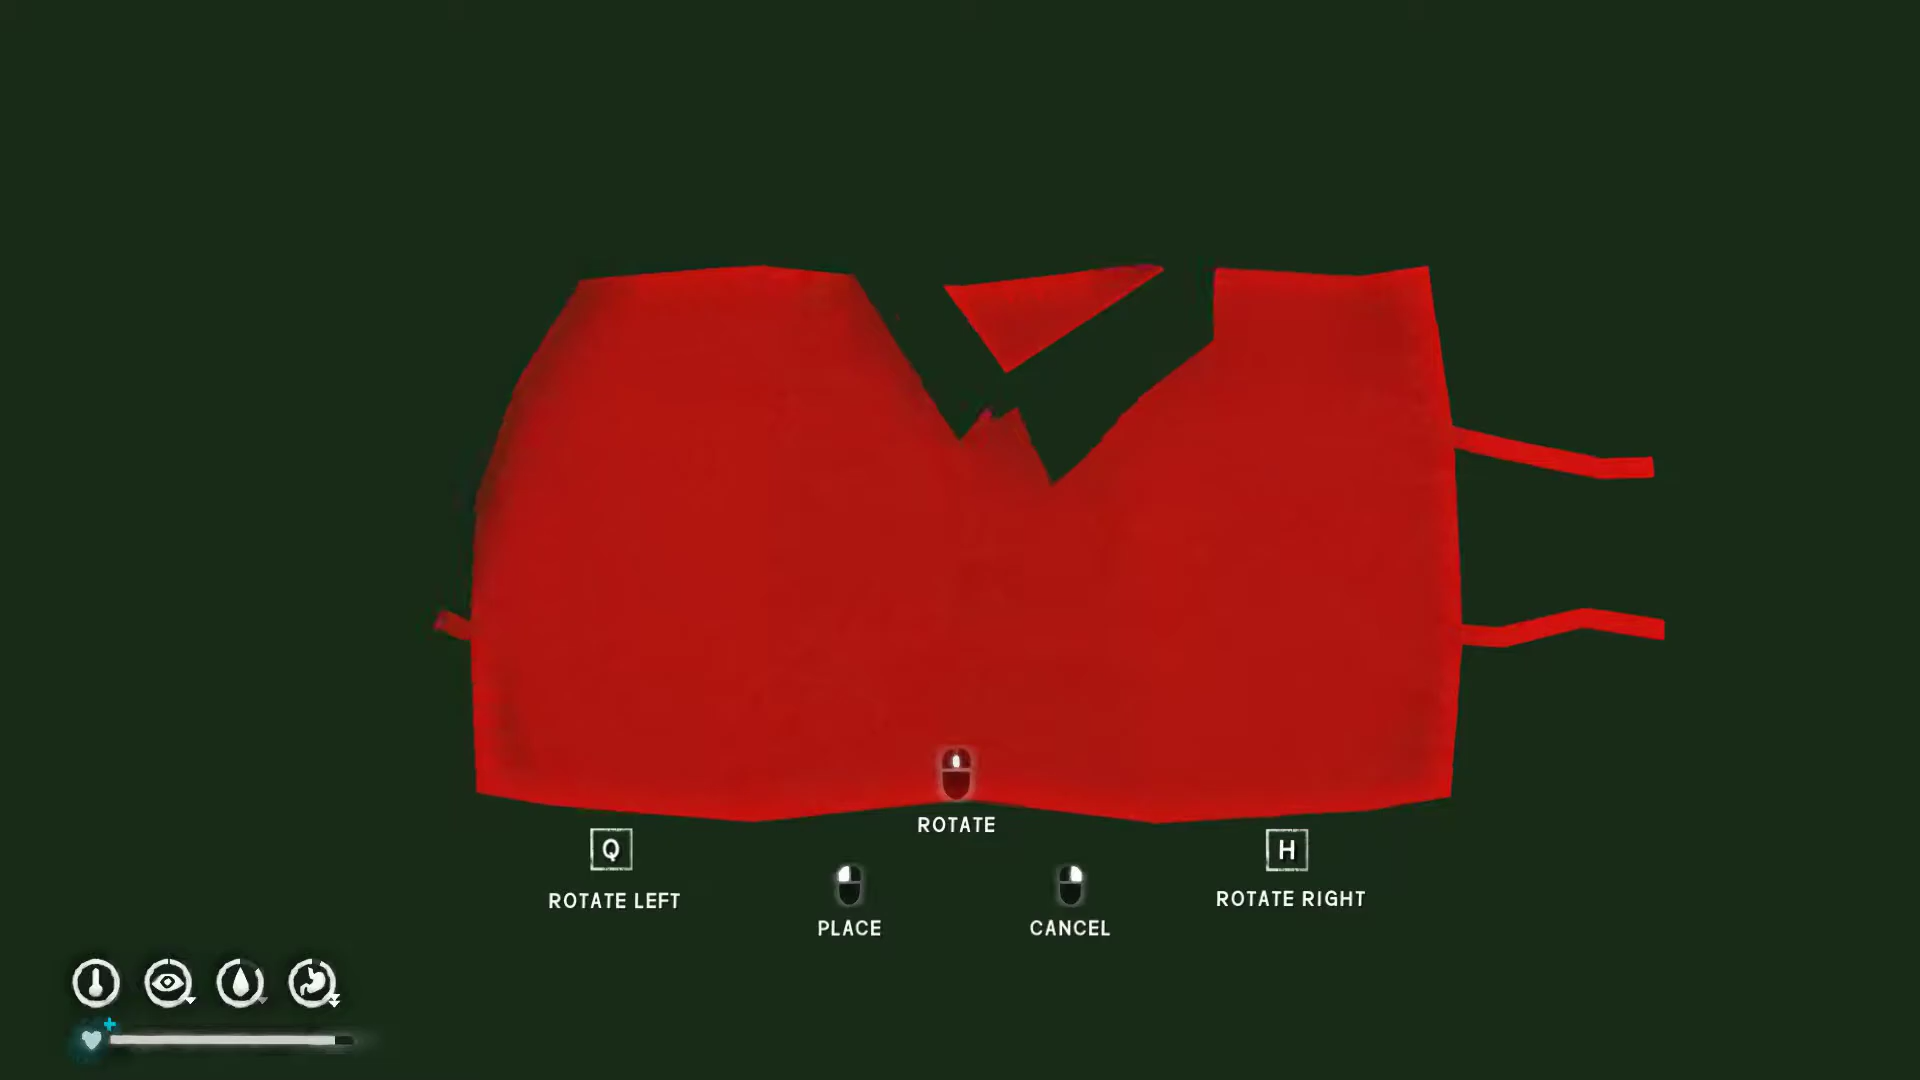 ROTATE
Q
H
ROTATE LEFT
ROTATE RIGHT
PLACE
CANCEL